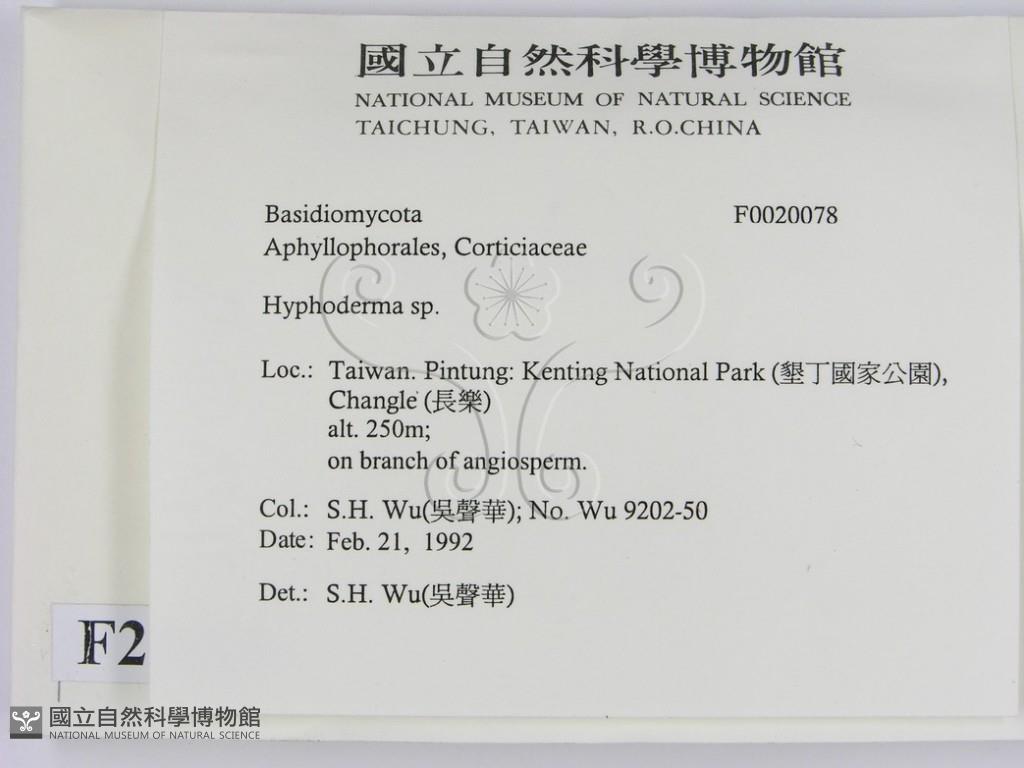 國立自然科學博物館
NATIONAL MUSEUM OF NATURAL SCIENCE
TAICHUNG, TAIWAN, R.O.CHINA
Basidiomycota F0020078
Aphyllophorales, Corticiaceae
Hyphoderma sp.
Loc.: Taiwan. Pintung: Kenting National Park (墾丁國家公園),
Changle (長樂)
alt. 250m;
on branch of angiosperm.
Col.: S.H. Wu(吳聲華); No. Wu 9202-50
Date: Feb. 21, 1992
Det.: S.H. Wu(吳聲華)
F2
國立自然科學博物館
NATIONAL MUSEUM OF NATURAL SCIENCE